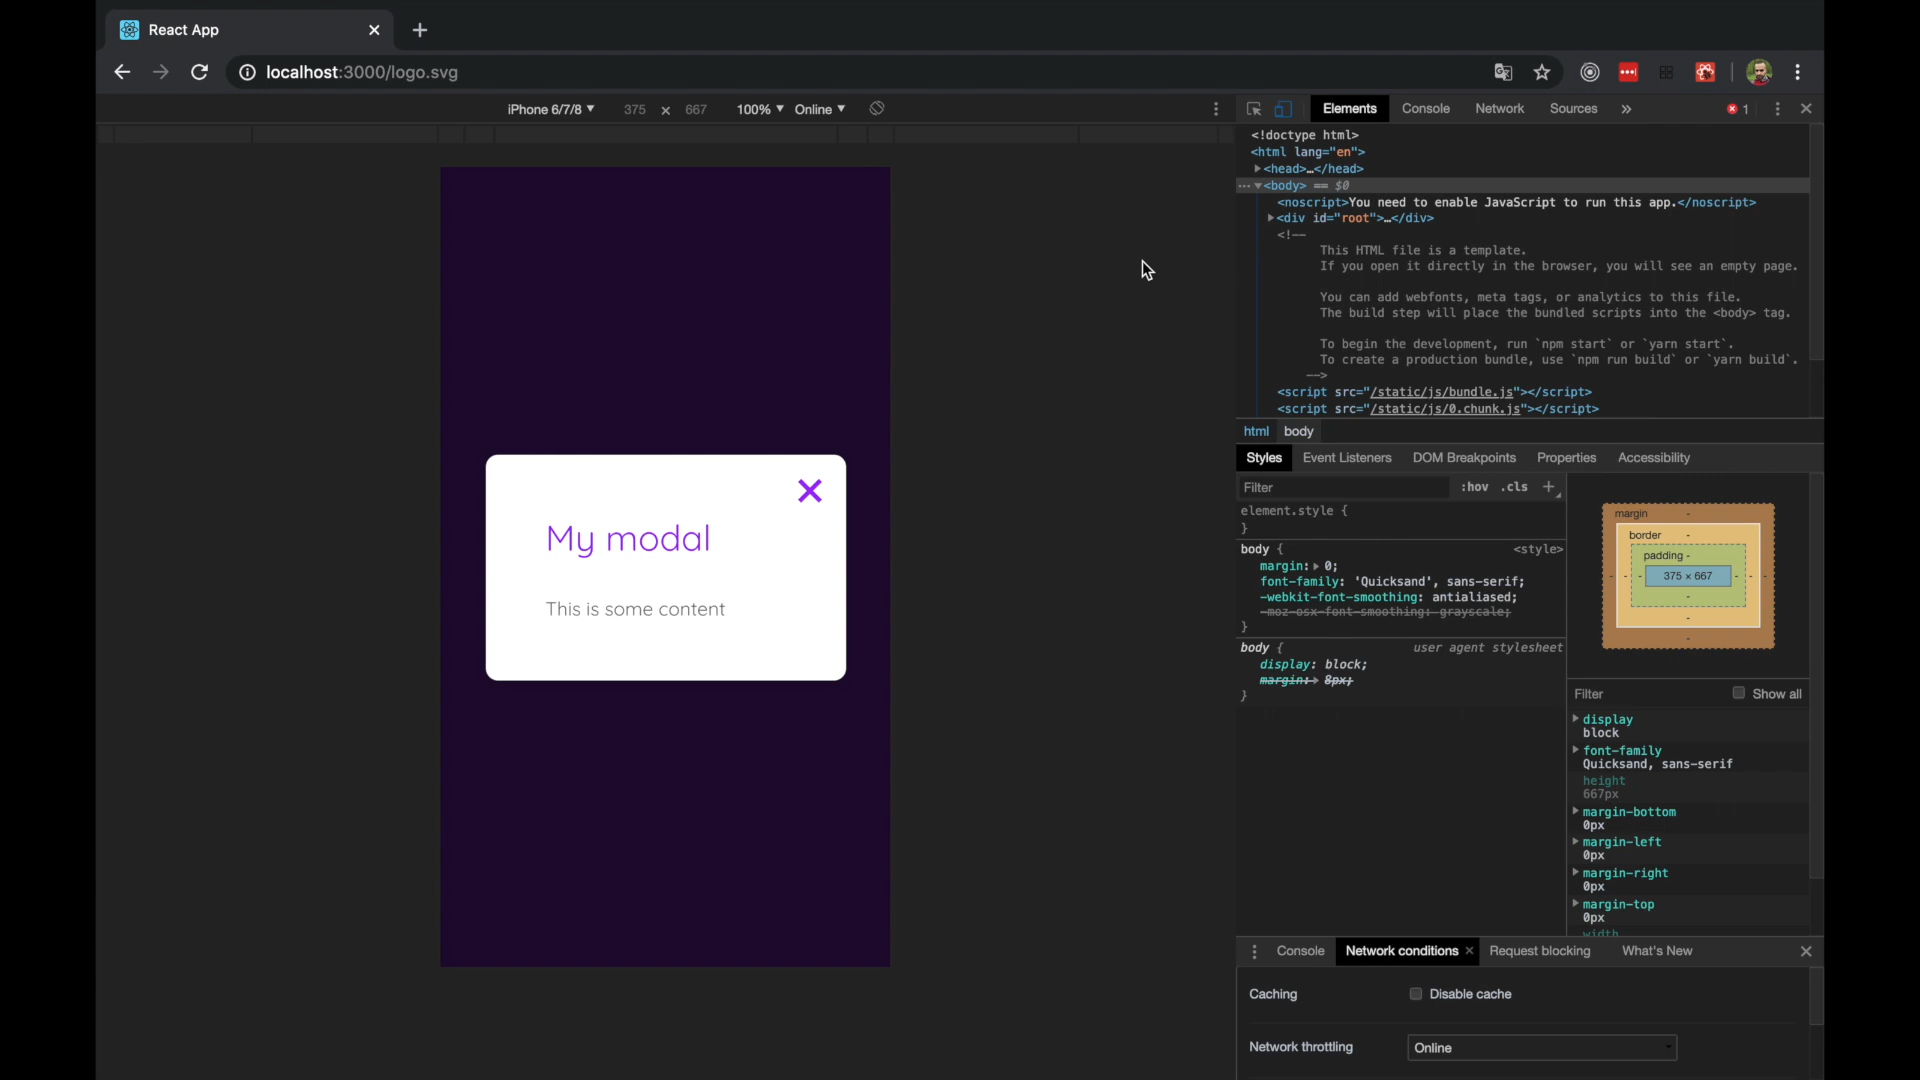 React App
localhost:3000/logo.svg
iPhone 6/7/8 ▼ 375 x 667 100% ▼ Online ▼
Elements Console Network Sources » 1
<!doctype html>
<html lang="en">
<head>…</head>
<body> == $0
<noscript>You need to enable JavaScript to run this app.</noscript>
<div id="root">…</div>
<!--
This HTML file is a template.
If you open it directly in the browser, you will see an empty page.
You can add webfonts, meta tags, or analytics to this file.
The build step will place the bundled scripts into the <body> tag.
To begin the development, run `npm start` or `yarn start`.
To create a production bundle, use `npm run build` or `yarn build`.
-->
<script src="/static/js/bundle.js"></script>
<script src="/static/js/0.chunk.js"></script>
html body
Styles Event Listeners DOM Breakpoints Properties Accessibility
Filter :hov .cls +
element.style {
}
body { <style>
margin: 0;
font-family: 'Quicksand', sans-serif;
-webkit-font-smoothing: antialiased;
-moz-osx-font-smoothing: grayscale;
}
body { user agent stylesheet
display: block;
margin: 8px;
}
margin -
border -
padding -
375 × 667
Filter Show all
display
block
font-family
Quicksand, sans-serif
height
667px
margin-bottom
0px
margin-left
0px
margin-right
0px
margin-top
0px
width
My modal
This is some content
Console Network conditions × Request blocking What's New
Caching Disable cache
Network throttling Online